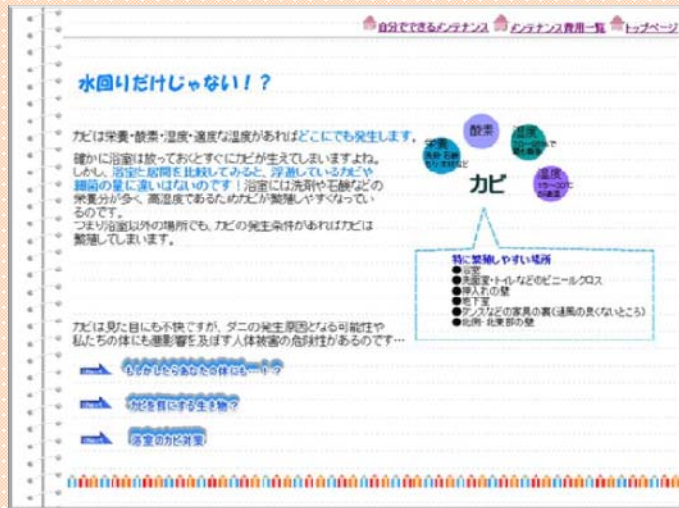 自分でできるメンテナンス メンテナンス費用一覧 トップページ
水回りだけじゃない！？
カビは栄養・酸素・湿度・適度な温度があればどこにでも発生します。
確かに浴室は放っておくとすぐにカビが生えてしまいますよね。
しかし、浴室と居間を比較してみると、浮遊しているカビや
細菌の量に違いはないのです！浴室には洗剤や石鹸などの
栄養分が多く、高湿度であるためカビが繁殖しやすくなってい
るのです。
つまり浴室以外の場所でも、カビの発生条件があればカビは
繁殖してしまいます。
栄養
酸素
湿度
温度
カビ
特に繁殖しやすい場所
●浴室
●洗面室・トイレなどのビニールクロス
●押入れの壁
●地下室
●タンスなどの家具の裏（通風の良くないところ）
●北側・北東部の壁
カビは見た目にも不快ですが、ダニの発生原因となる可能性や
私たちの体にも悪影響を及ぼす人体被害の危険性があるのです…
もしかしたらあなたの体にも…！？
カビを餌にする生き物？
浴室のカビ対策